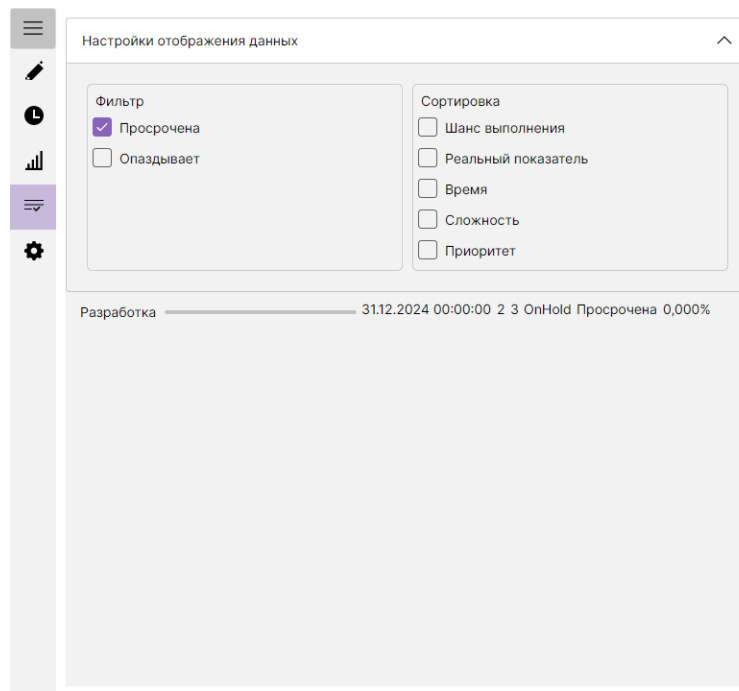 Настройки отображения данных
Фильтр
Просрочена
Опаздывает
Сортировка
Шанс выполнения
Реальный показатель
Время
Сложность
Приоритет
Разработка 31.12.2024 00:00:00 2 3 OnHold Просрочена 0,000%